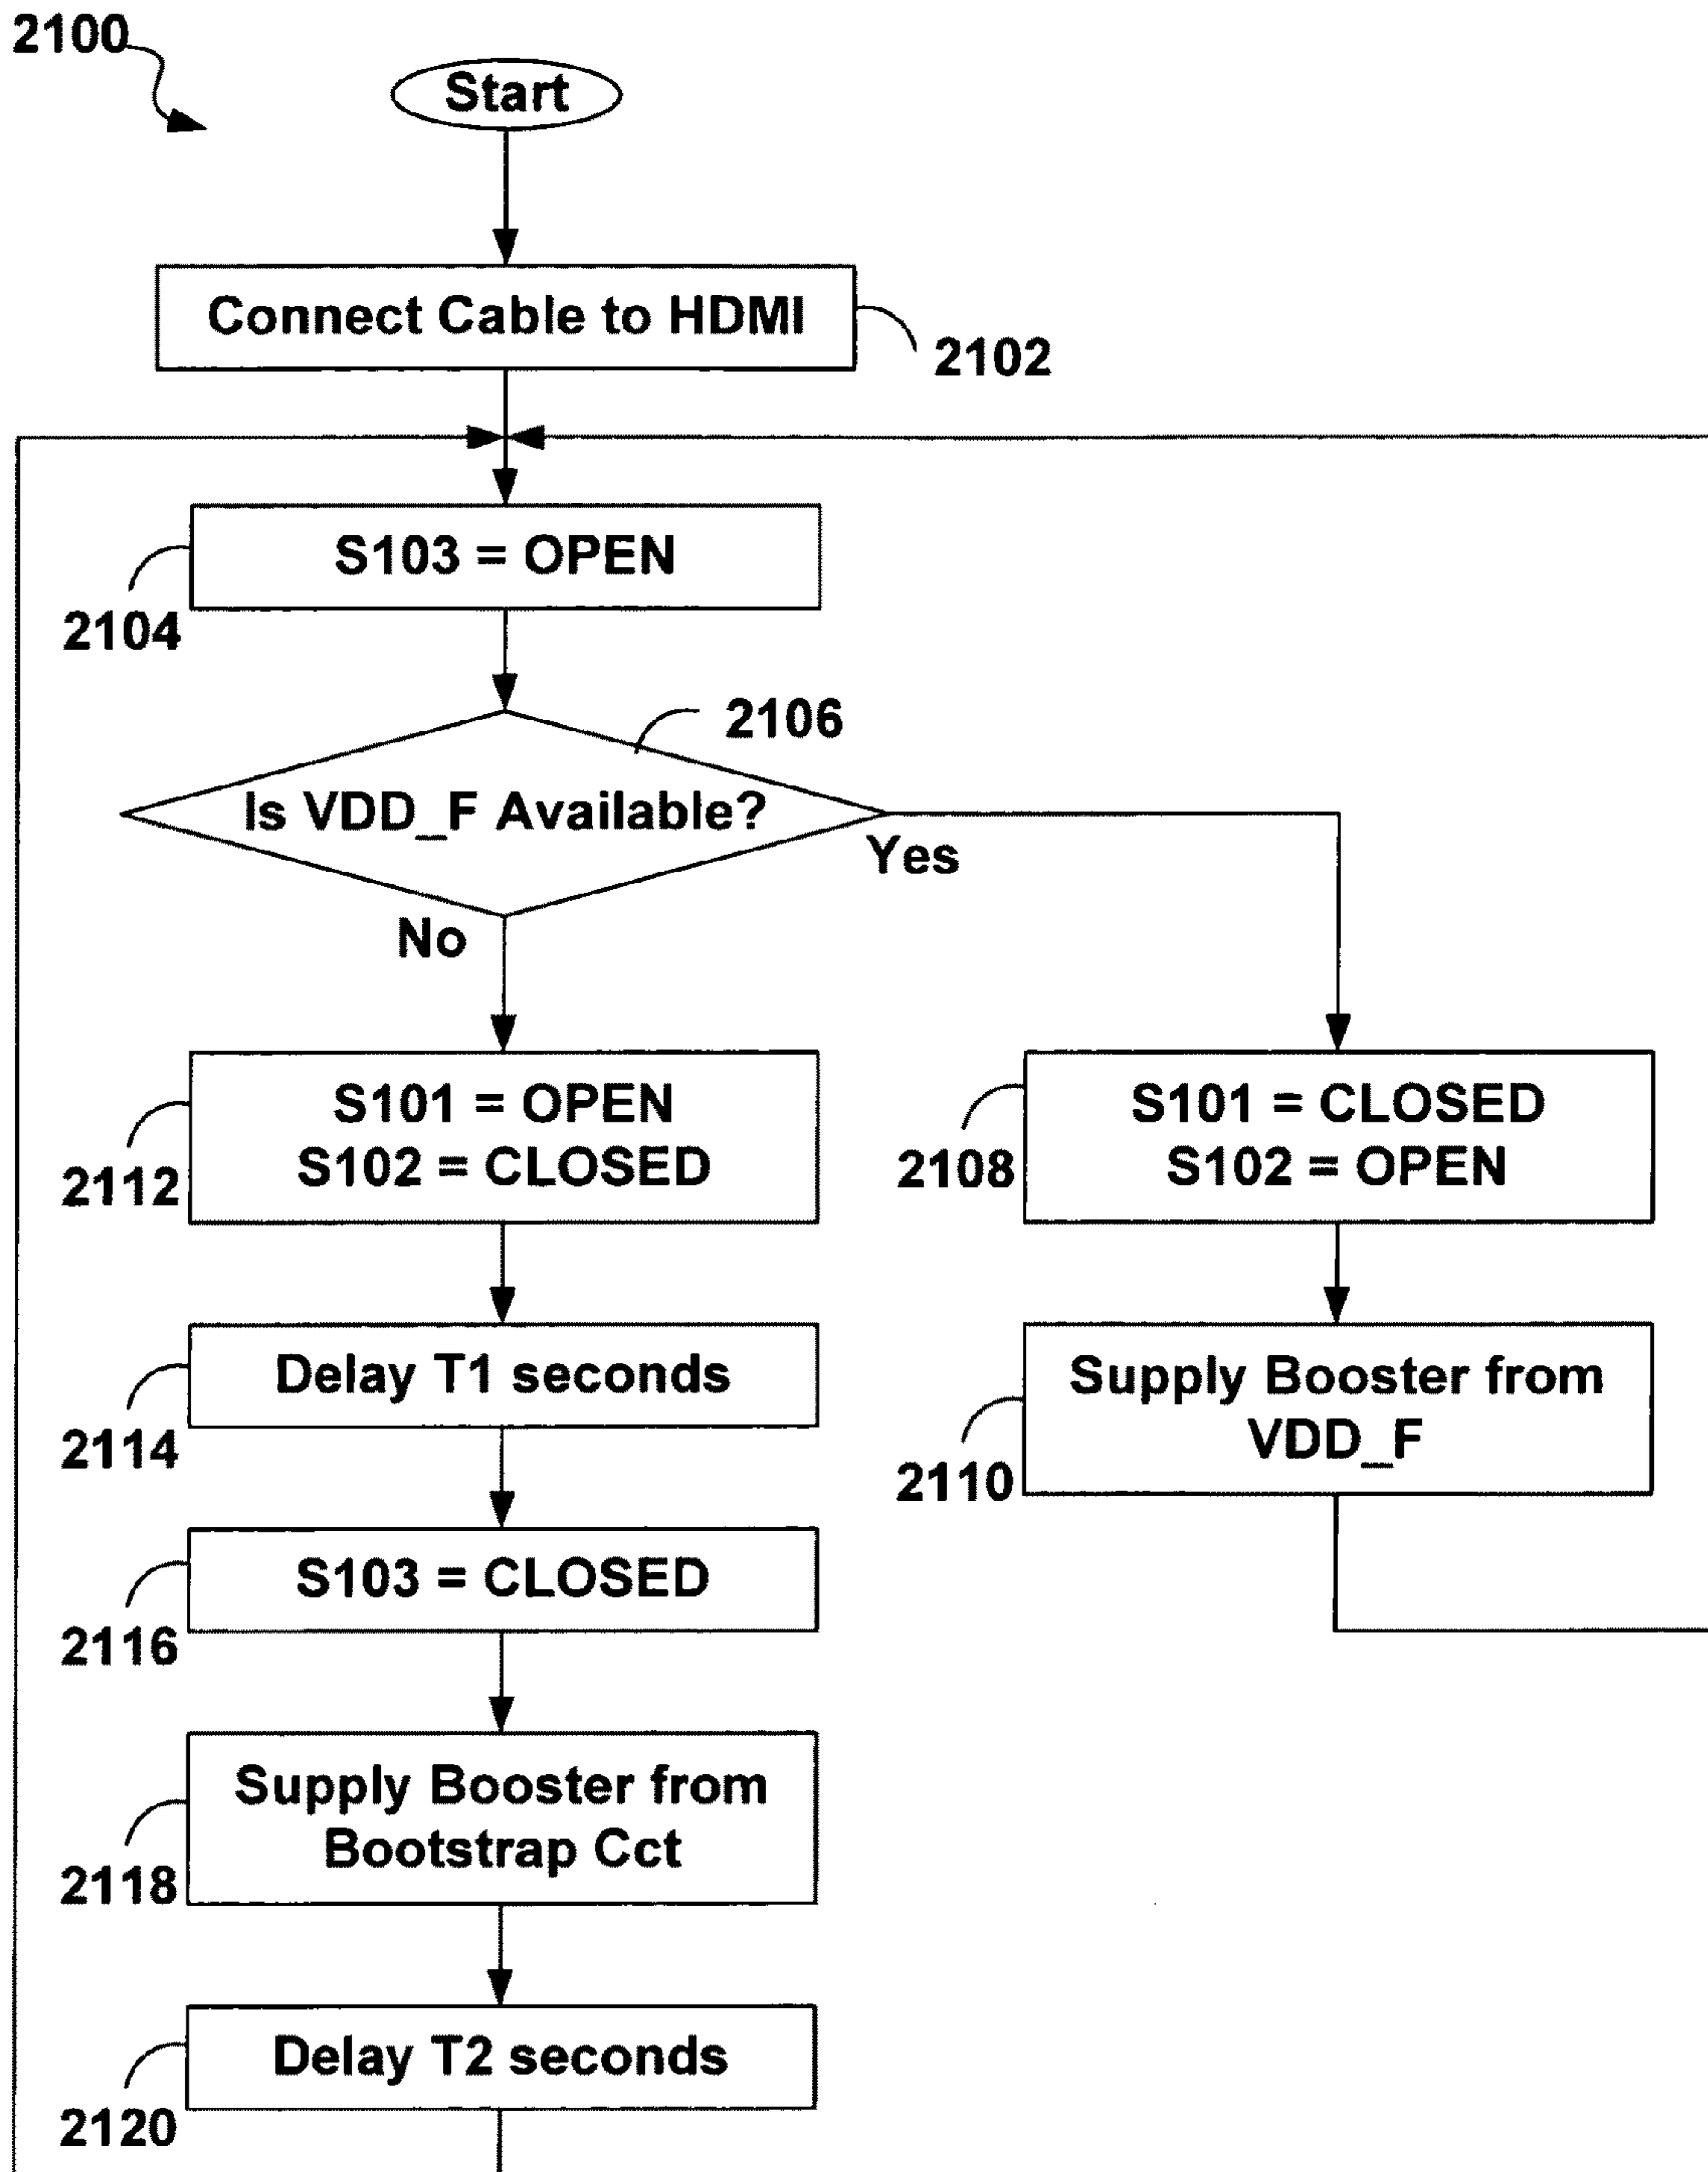 2100
Start
Connect Cable to HDMI
2102
S103 = OPEN
2104
2106
Is VDD_F Available?
Yes
No
S101 = OPEN
S102 = CLOSED
2112
S101 = CLOSED
S102 = OPEN
2108
Delay T1 seconds
2114
Supply Booster from
VDD_F
2110
S103 = CLOSED
2116
Supply Booster from
Bootstrap Cct
2118
Delay T2 seconds
2120